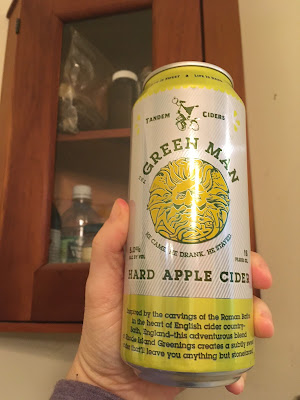 TANDEM CIDERS
THE GREEN MAN
HE CAME. HE DRANK. HE STAYED.
5.0%
ALC BY VOL
16
FLUID OZ.
HARD APPLE CIDER
Inspired by the carvings of the Roman Baths
in the heart of English cider country–
Bath, England–this adventurous blend
Rhode Island Greenings creates a subtly sweet
that'll leave you anything but stonefaced.